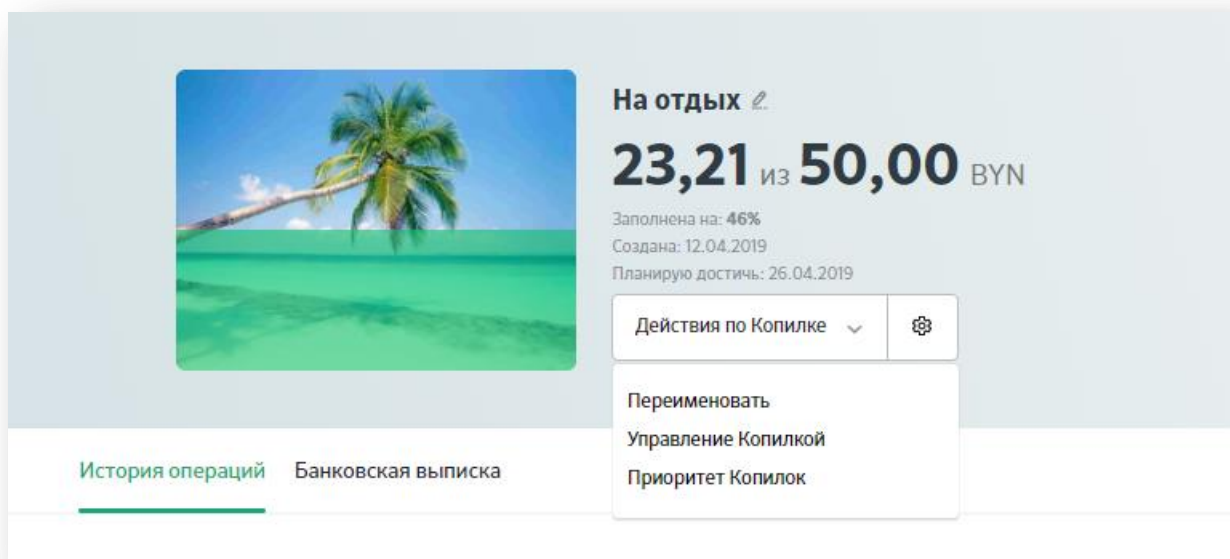 На отдых
23,21 из 50,00 BYN
Заполнена на: 46%
Создана: 12.04.2019
Планирую достичь: 26.04.2019
Действия по Копилке
Переименовать
Управление Копилкой
Приоритет Копилок
История операций Банковская выписка